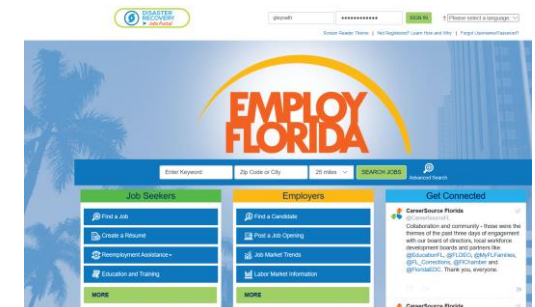 DISASTER
RECOVERY
Jobs Portal
SIGN IN
Please select a language
Screen Reader Theme | Not Registered? Learn How and Why | Forgot Username/Password?
EMPLOY
FLORIDA
Enter Keyword
Zip Code or City
25 miles
SEARCH JOBS
Advanced Search
Job Seekers
Find a Job
Create a Résumé
Reemployment Assistance
Education and Training
MORE
Employers
Find a Candidate
Post a Job Opening
Job Market Trends
Labor Market Information
MORE
Get Connected
CareerSource Florida
@CareerSourceFL
Collaboration and community - those were the
themes of the past three days of engagement
with our board of directors, local workforce
development boards and partners like
@EducationFL, @FLDEO, @MyFLFamilies,
@FL_Corrections, @FlChamber and
@FloridaEDC. Thank you, everyone.
CareerSource Florida